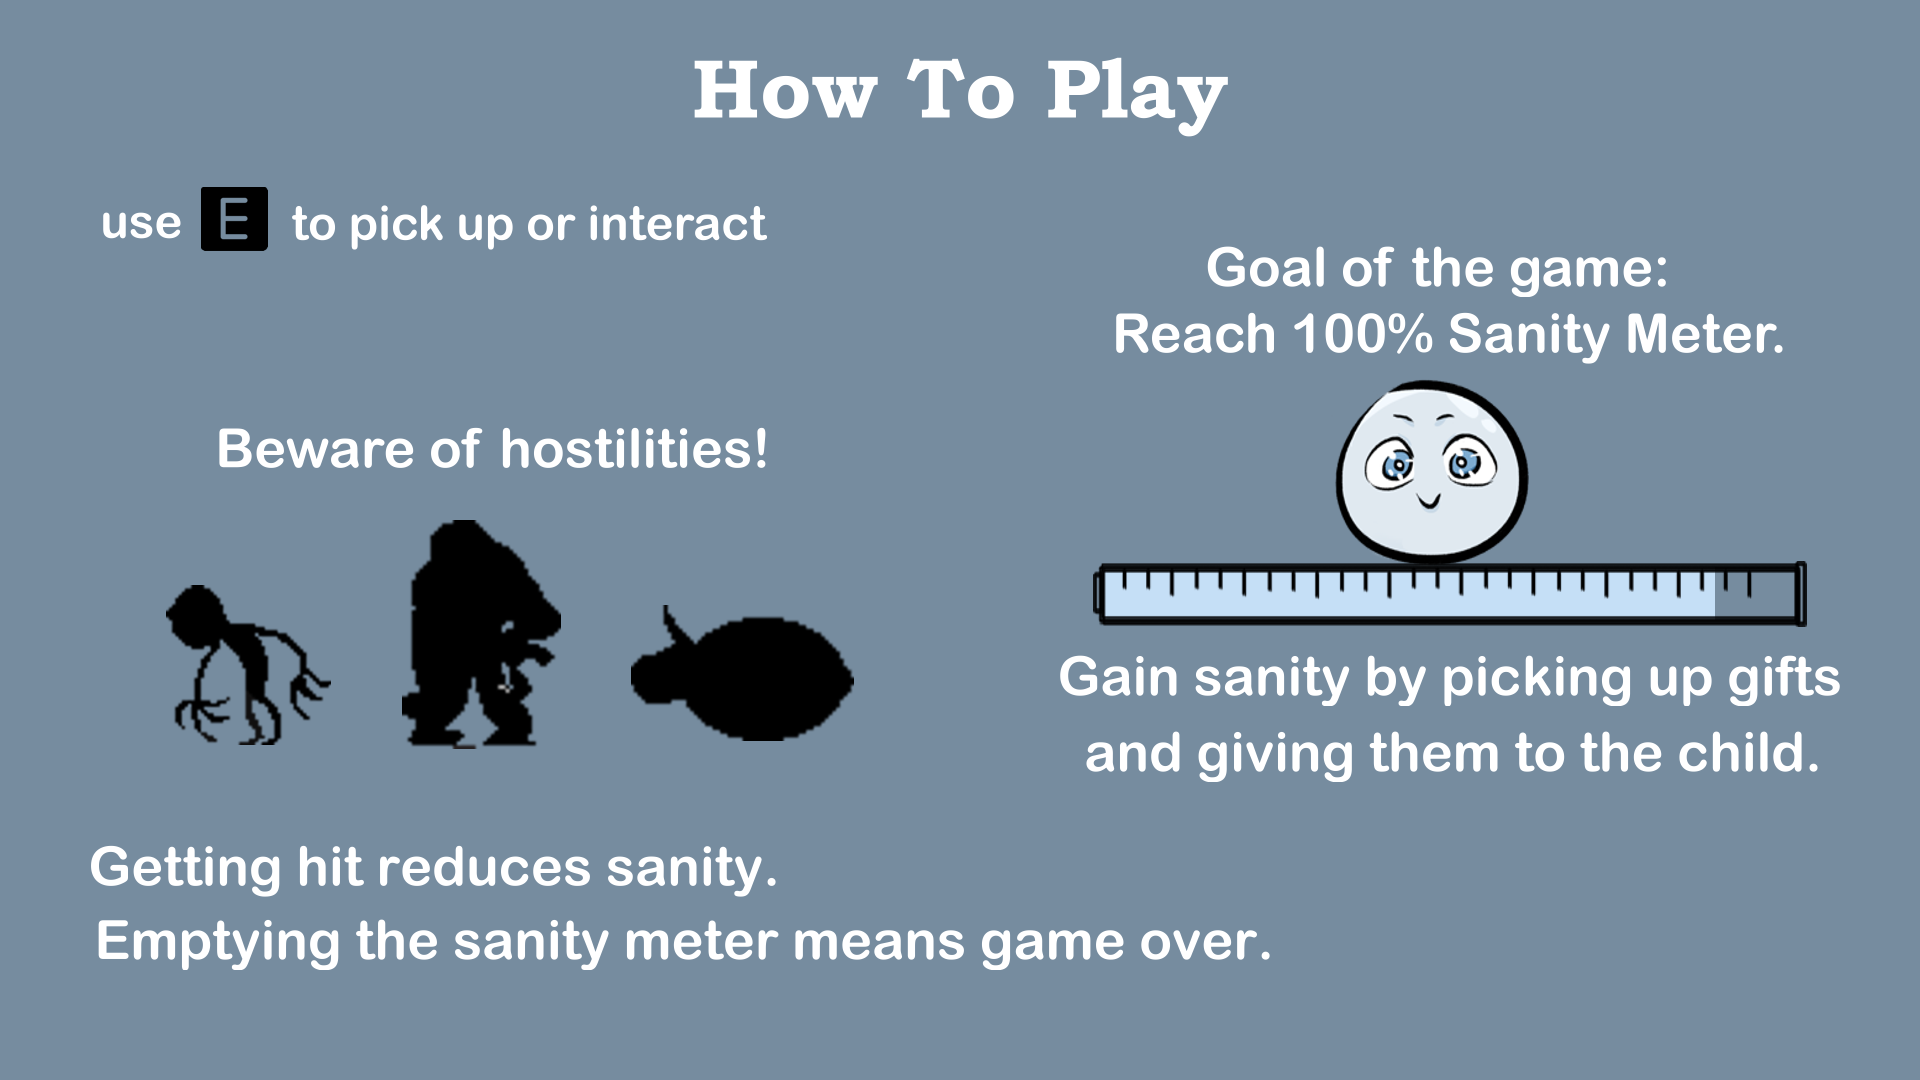 How To Play
use E to pick up or interact
Goal of the game:
Reach 100% Sanity Meter.
Beware of hostilities!
Gain sanity by picking up gifts
and giving them to the child.
Getting hit reduces sanity.
Emptying the sanity meter means game over.